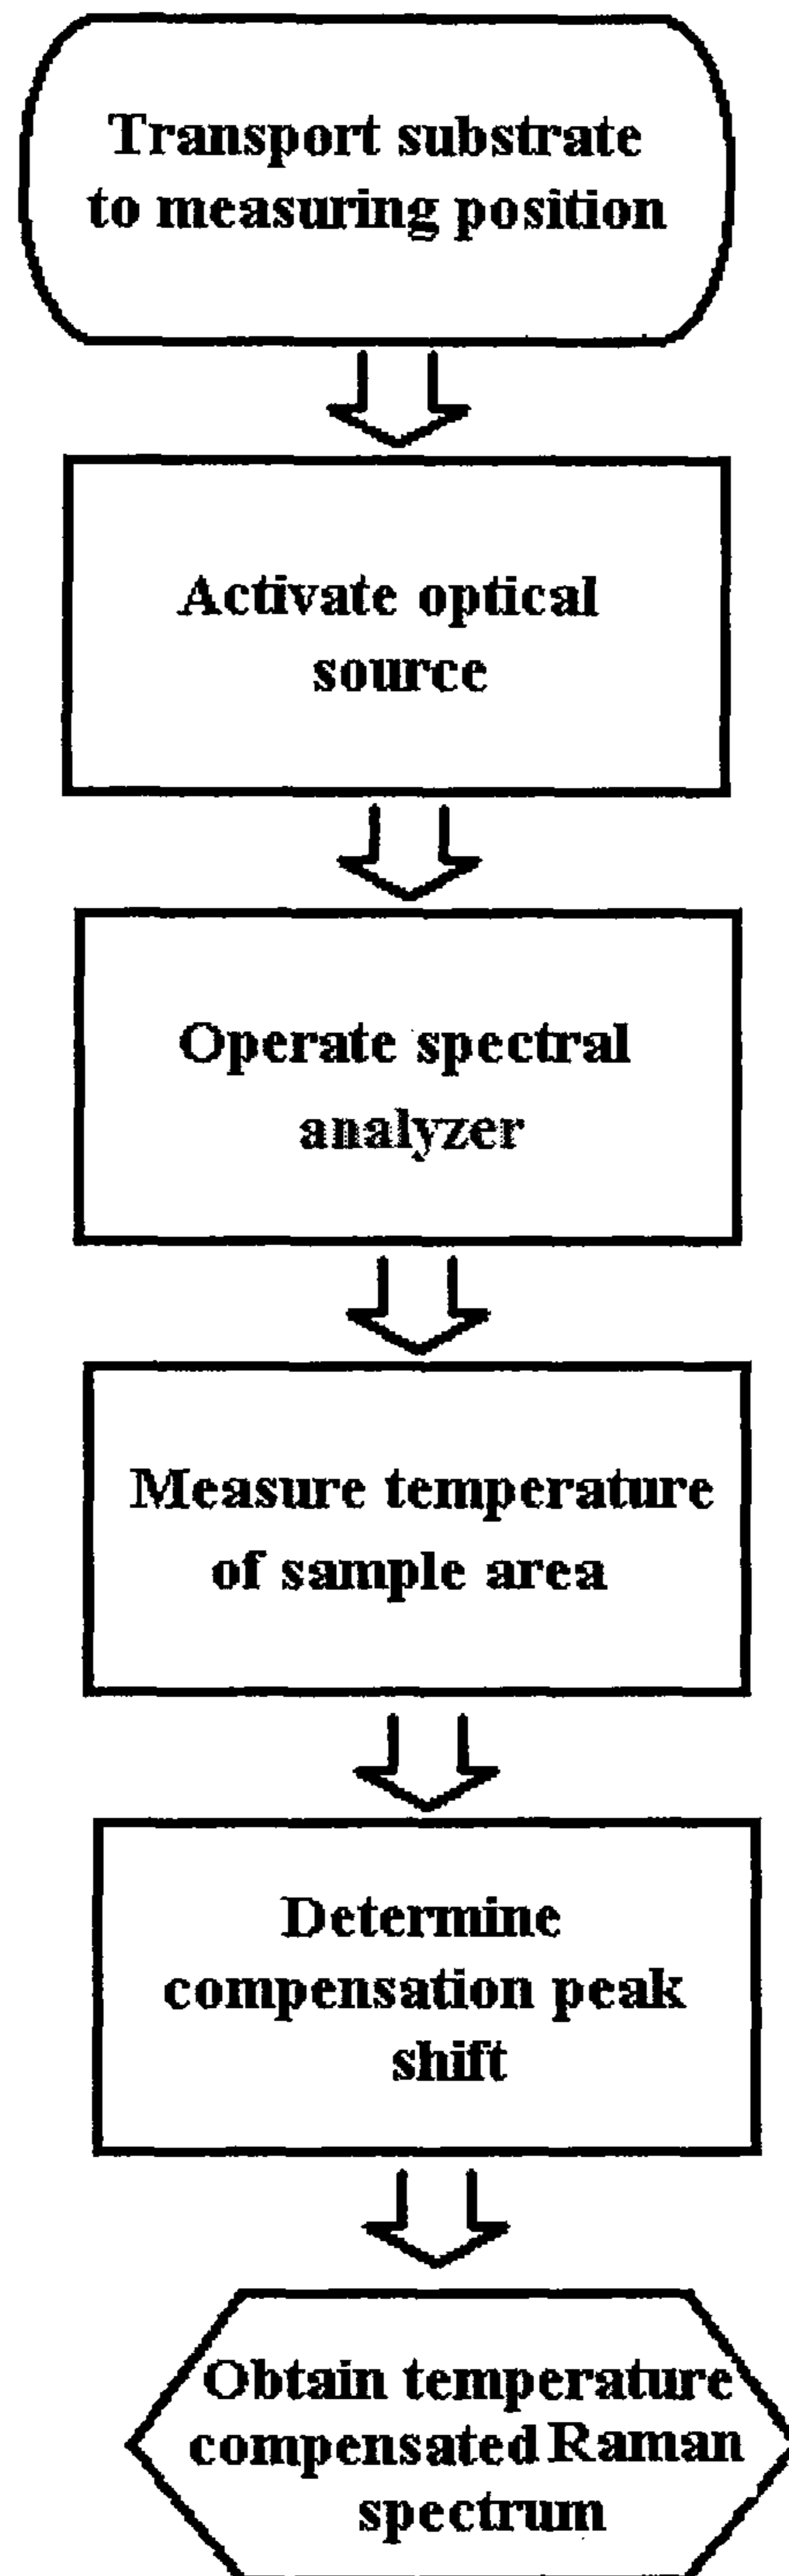 Transport substrate
to measuring position
Activate optical
source
Operate spectral
analyzer
Measure temperature
of sample area
Determine
compensation peak
shift
Obtain temperature
compensated Raman
spectrum